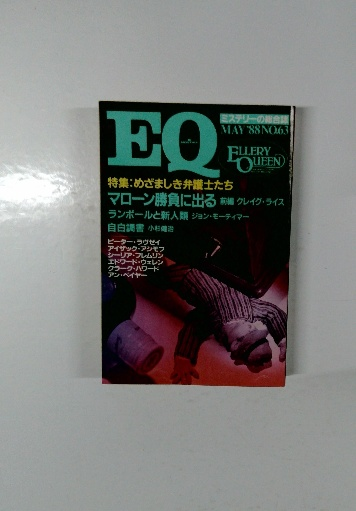 ミステリーの総合誌
EQ
MAY '88 NO.63
ELLERY
QUEEN
特集:めざましき弁護士たち
マローン勝負に出る 前編 クレイグ・ライス
ランポールと新人類 ジョン・モーティマー
自白調書 小杉健治
ピーター・ラヴゼイ
アイザック・アシモフ
シーリア・フレムリン
エドワード・ウェレン
クラーク・ハワード
アン・ペイヤー